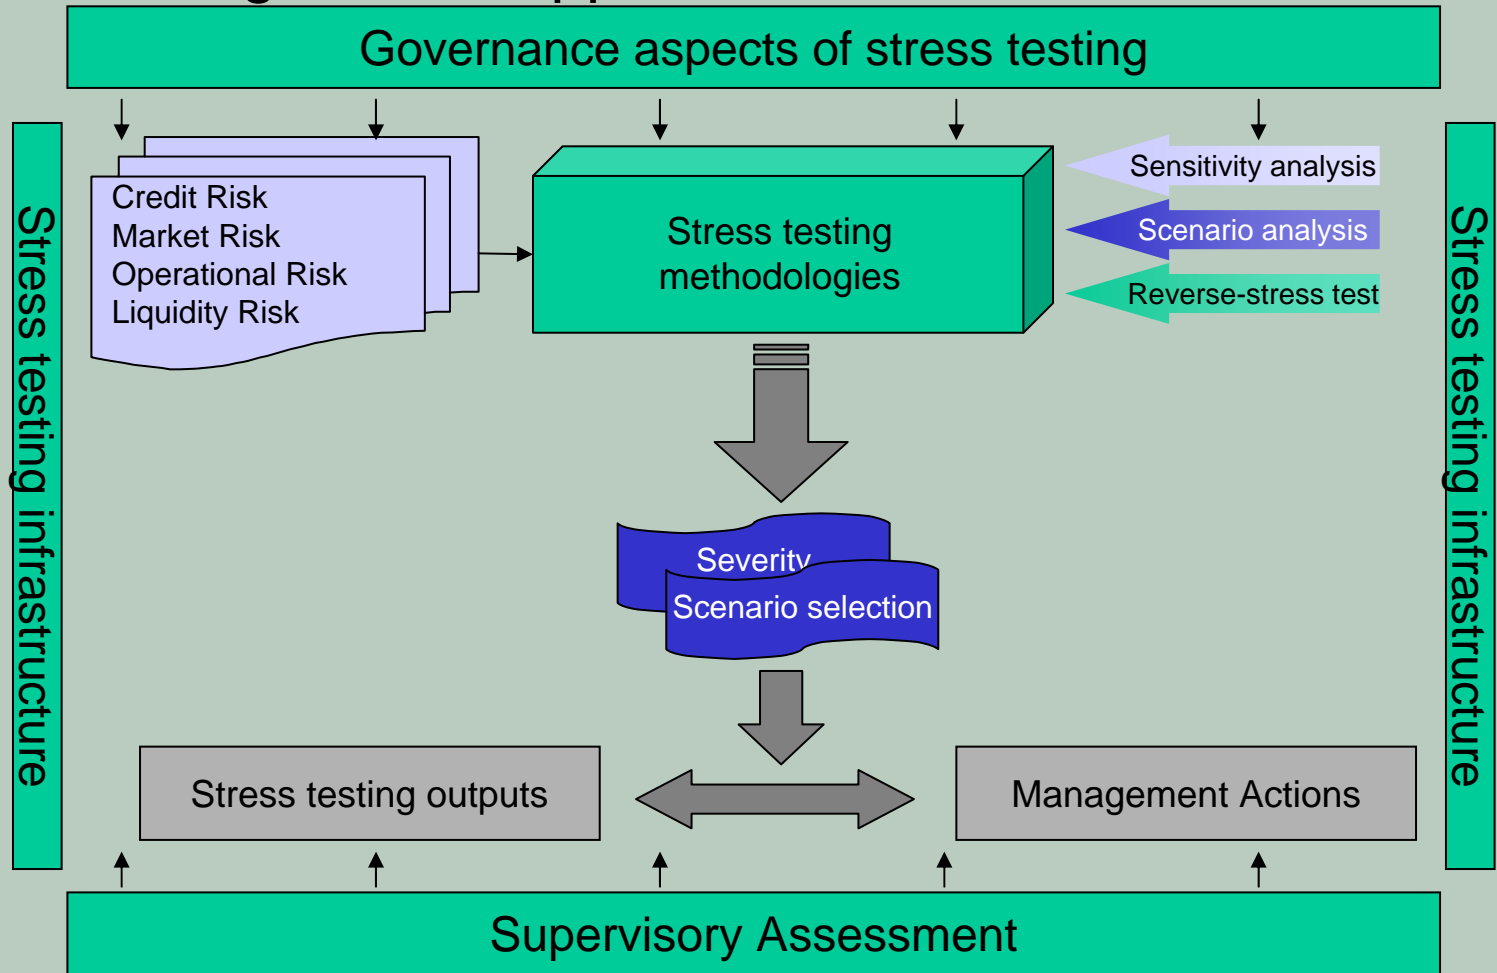 Governance aspects of stress testing
Stress testing infrastructure
Credit Risk
Market Risk
Operational Risk
Liquidity Risk
Stress testing
methodologies
Sensitivity analysis
Scenario analysis
Reverse-stress test
Stress testing infrastructure
Severity
Scenario selection
Stress testing outputs
Management Actions
Supervisory Assessment